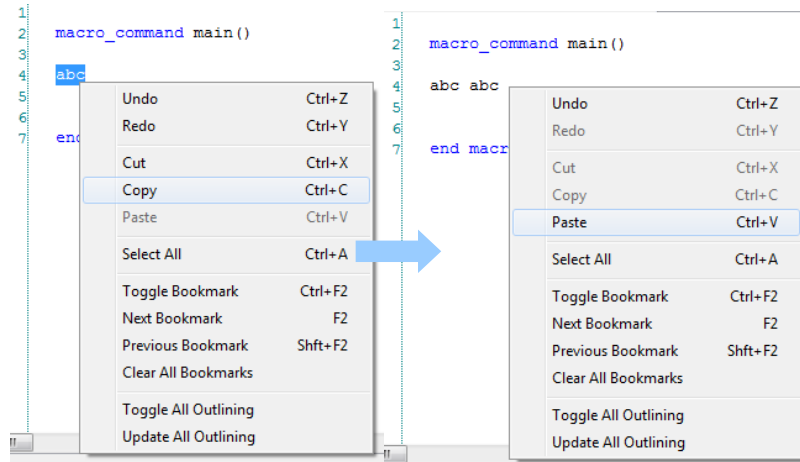 1
2 macro_command main()
3
4 abc
5
6
7 end
Undo Ctrl+Z
Redo Ctrl+Y
Cut Ctrl+X
Copy Ctrl+C
Paste Ctrl+V
Select All Ctrl+A
Toggle Bookmark Ctrl+F2
Next Bookmark F2
Previous Bookmark Shft+F2
Clear All Bookmarks
Toggle All Outlining
Update All Outlining
1
2 macro_command main()
3
4 abc abc
5
6
7 end macr
Undo Ctrl+Z
Redo Ctrl+Y
Cut Ctrl+X
Copy Ctrl+C
Paste Ctrl+V
Select All Ctrl+A
Toggle Bookmark Ctrl+F2
Next Bookmark F2
Previous Bookmark Shft+F2
Clear All Bookmarks
Toggle All Outlining
Update All Outlining